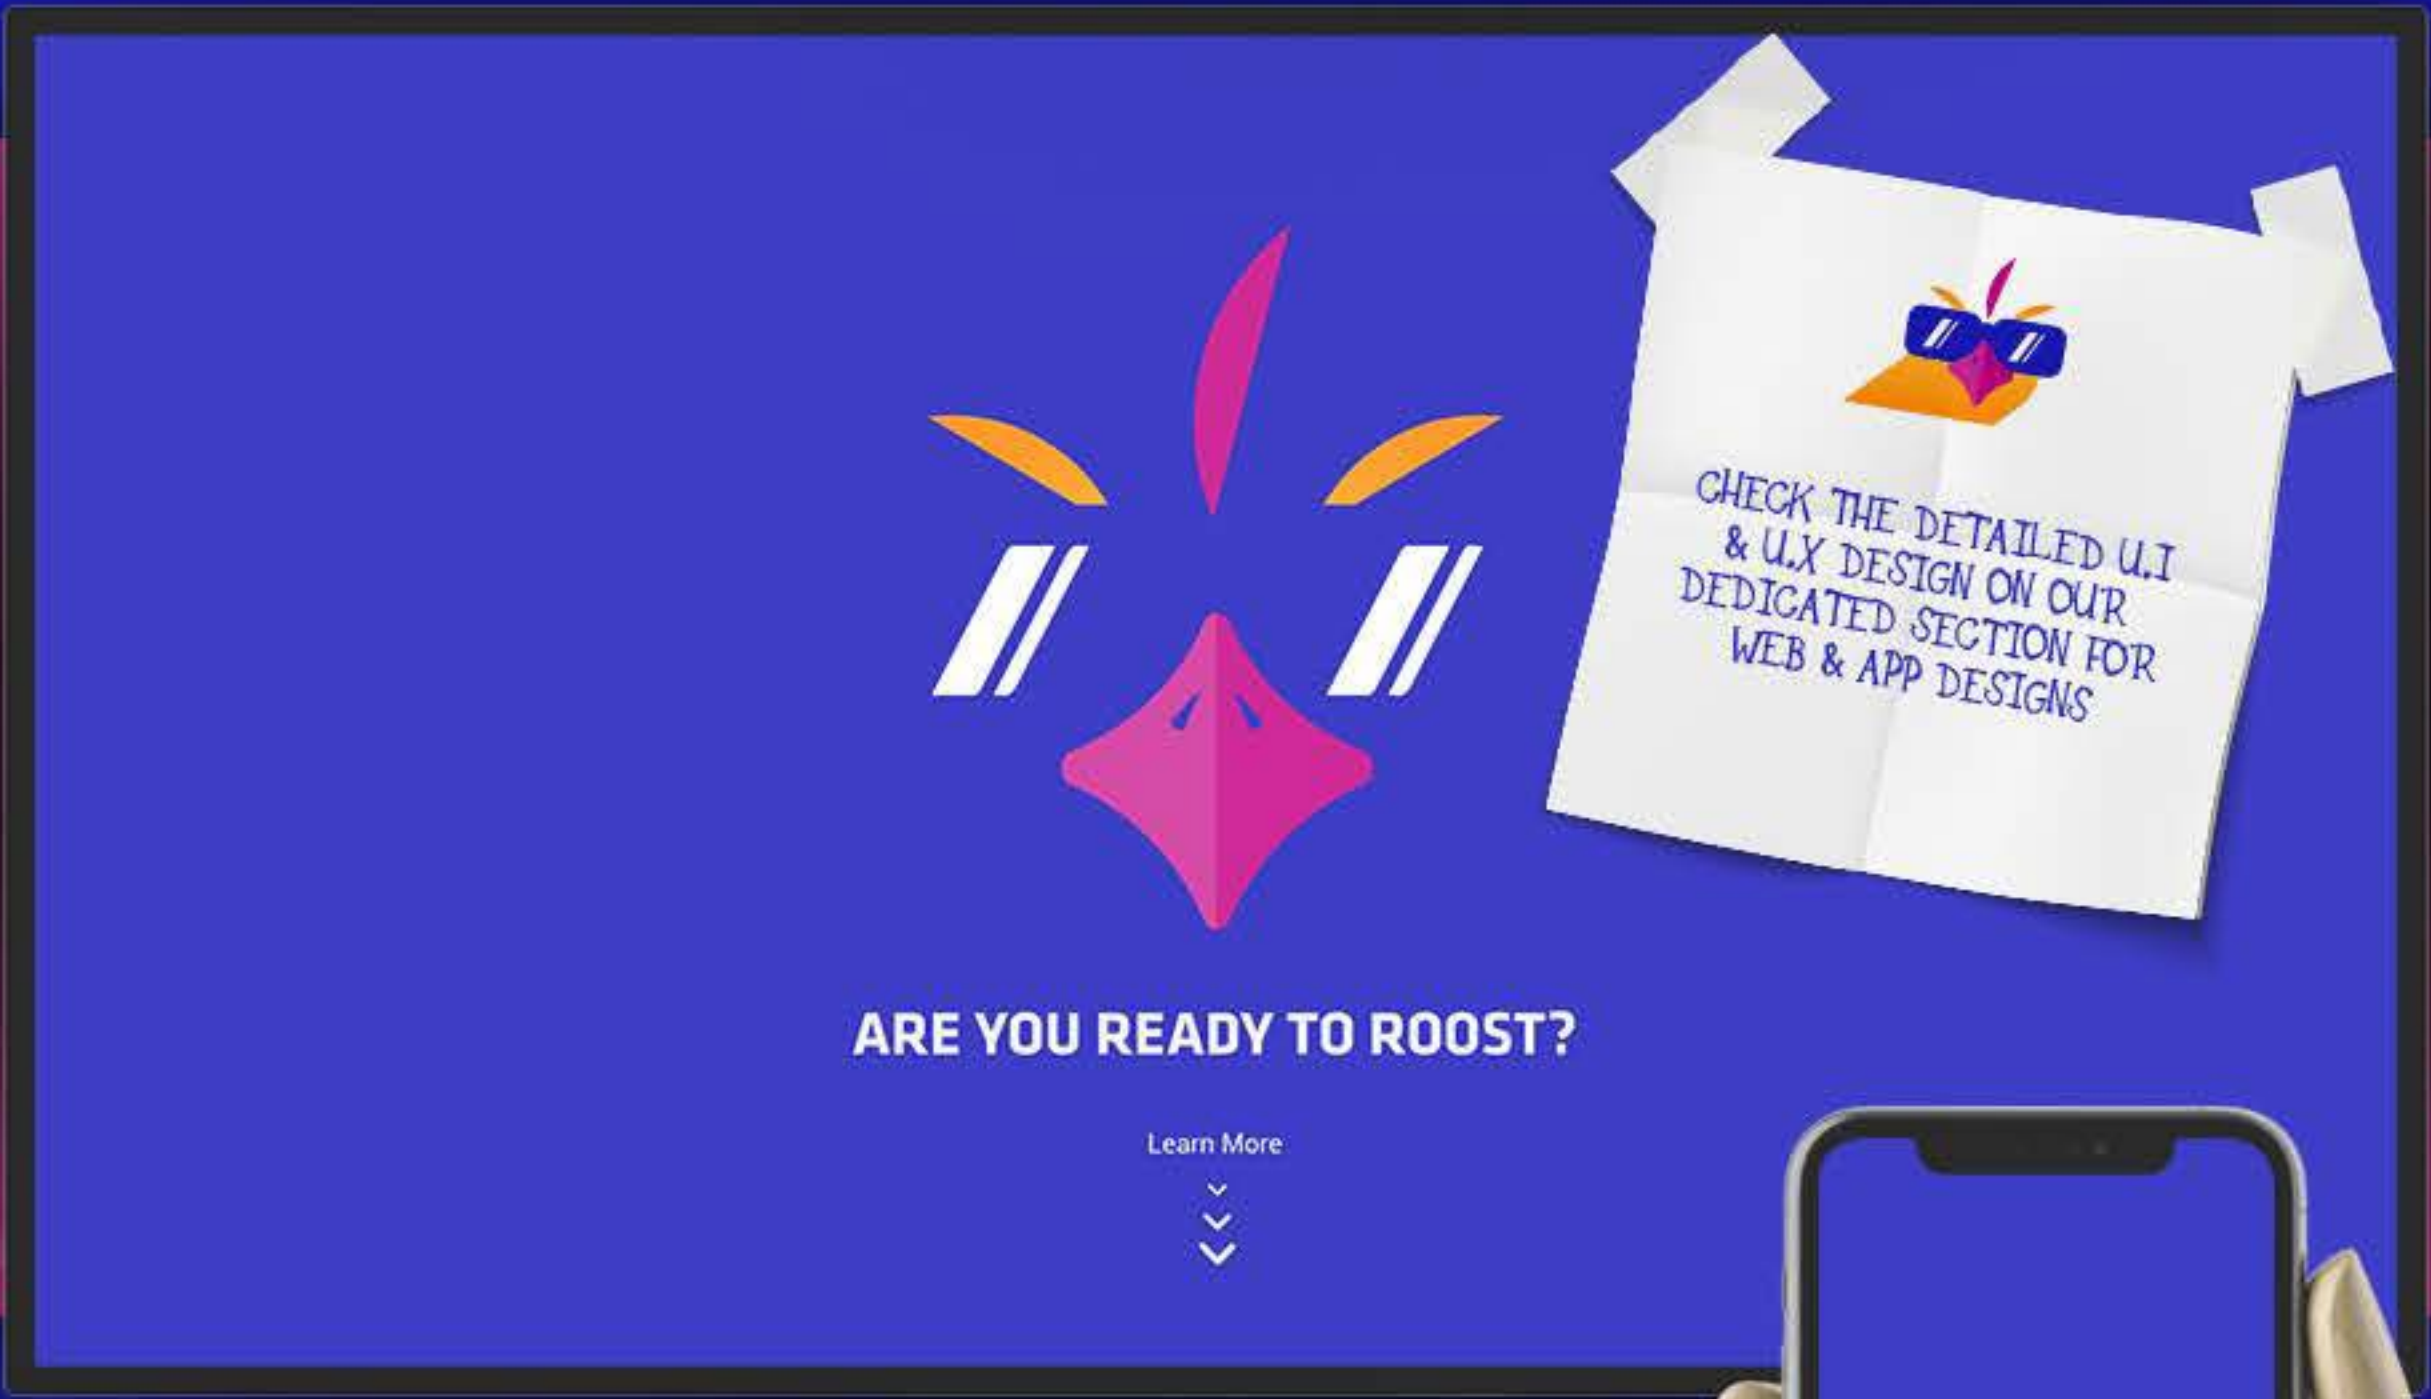 CHECK THE DETAILED U.I
& U.X DESIGN ON OUR
DEDICATED SECTION FOR
WEB & APP DESIGNS
ARE YOU READY TO ROOST?
Learn More